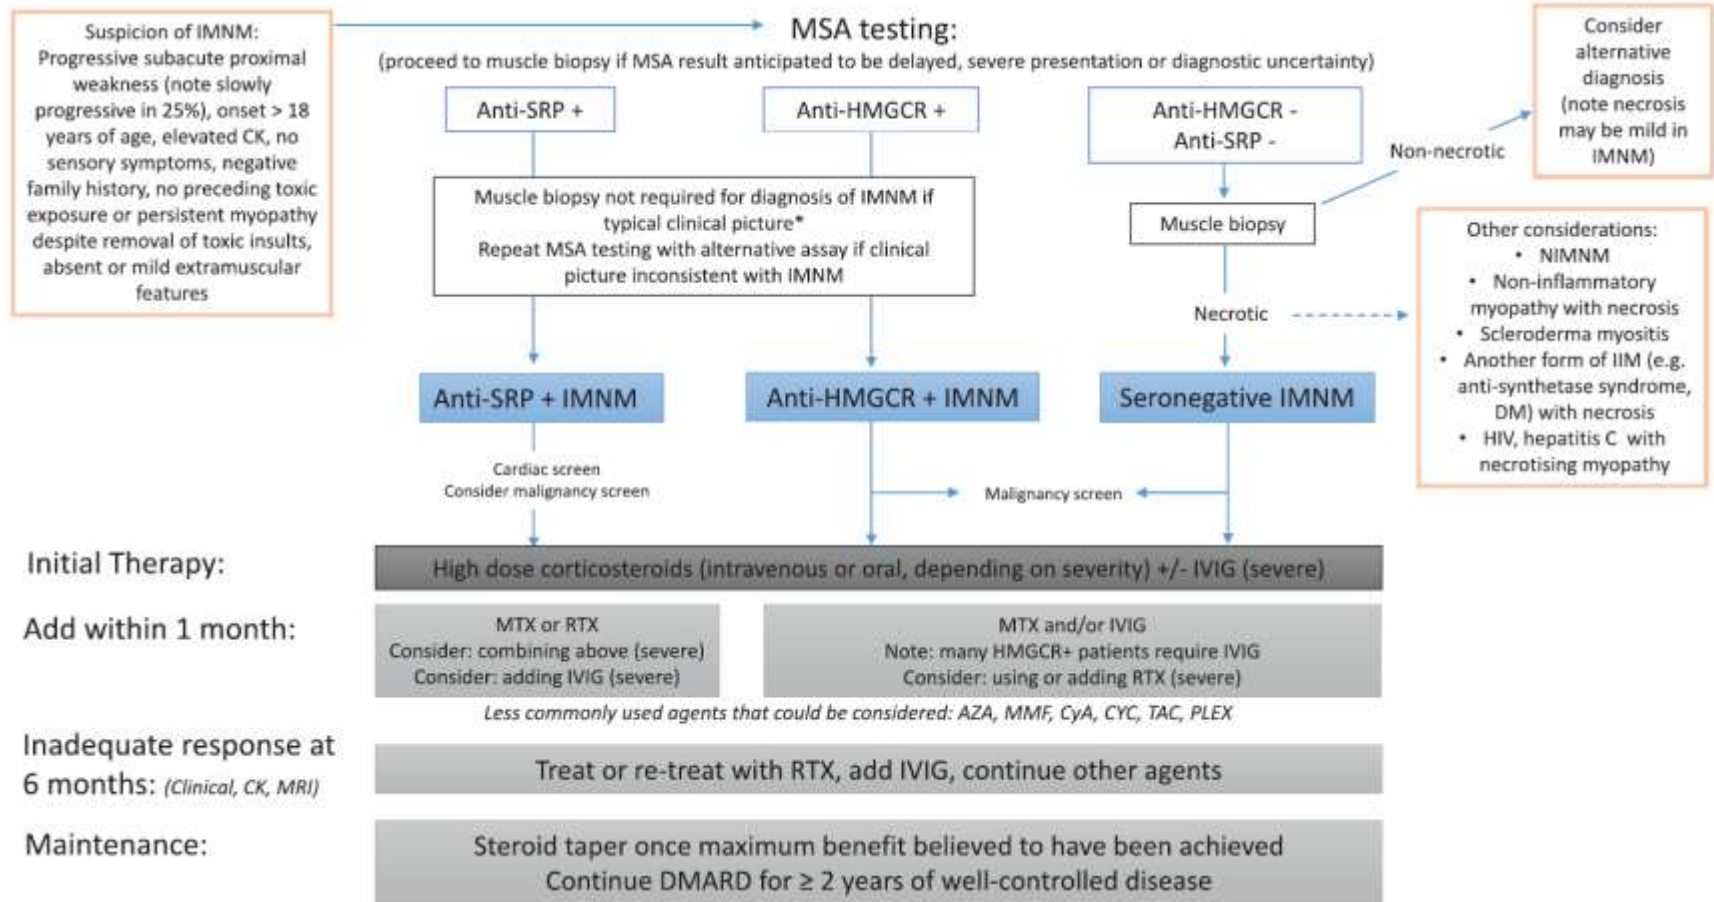 Suspicion of IMNM:
Progressive subacute proximal
weakness (note slowly
progressive in 25%), onset > 18
years of age, elevated CK, no
sensory symptoms, negative
family history, no preceding toxic
exposure or persistent myopathy
despite removal of toxic insults,
absent or mild extramuscular
features
MSA testing:
(proceed to muscle biopsy if MSA result anticipated to be delayed, severe presentation or diagnostic uncertainty)
Anti-SRP +
Anti-HMGCR +
Anti-HMGCR -
Anti-SRP -
Non-necrotic
Consider
alternative
diagnosis
(note necrosis
may be mild in
IMNM)
Muscle biopsy not required for diagnosis of IMNM if
typical clinical picture*
Repeat MSA testing with alternative assay if clinical
picture inconsistent with IMNM
Muscle biopsy
Necrotic
Other considerations:
• NIMNM
• Non-inflammatory
myopathy with necrosis
• Scleroderma myositis
• Another form of IIM (e.g.
anti-synthetase syndrome,
DM) with necrosis
• HIV, hepatitis C with
necrotising myopathy
Anti-SRP + IMNM
Anti-HMGCR + IMNM
Seronegative IMNM
Cardiac screen
Consider malignancy screen
Malignancy screen
Initial Therapy:
High dose corticosteroids (intravenous or oral, depending on severity) +/- IVIG (severe)
Add within 1 month:
MTX or RTX
Consider: combining above (severe)
Consider: adding IVIG (severe)
MTX and/or IVIG
Note: many HMGCR+ patients require IVIG
Consider: using or adding RTX (severe)
Less commonly used agents that could be considered: AZA, MMF, CyA, CYC, TAC, PLEX
Inadequate response at
6 months: (Clinical, CK, MRI)
Treat or re-treat with RTX, add IVIG, continue other agents
Maintenance:
Steroid taper once maximum benefit believed to have been achieved
Continue DMARD for ≥ 2 years of well-controlled disease